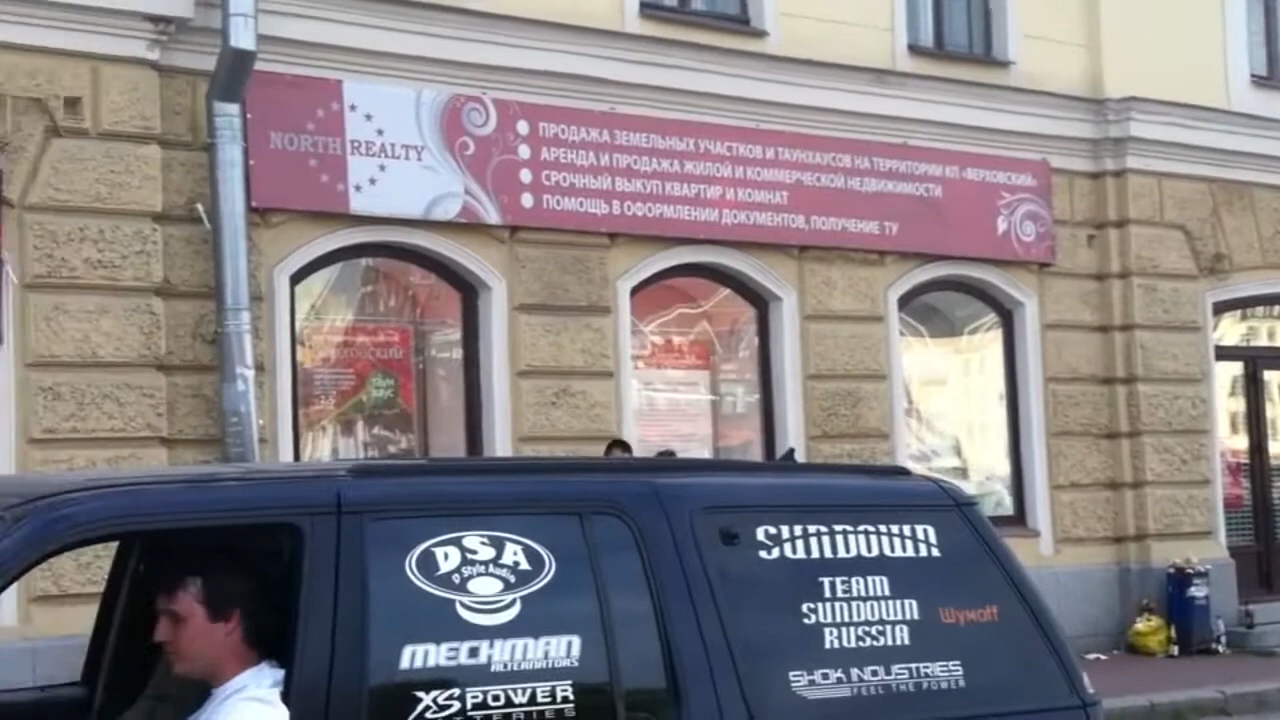 NORTH REALTY
ПРОДАЖА ЗЕМЕЛЬНЫХ УЧАСТКОВ И ТАУНХАУСОВ НА ТЕРРИТОРИИ КП «ВЕРХОВСКИЙ»
АРЕНДА И ПРОДАЖА ЖИЛОЙ И КОММЕРЧЕСКОЙ НЕДВИЖИМОСТИ
СРОЧНЫЙ ВЫКУП КВАРТИР И КОМНАТ
ПОМОЩЬ В ОФОРМЛЕНИИ ДОКУМЕНТОВ, ПОЛУЧЕНИЕ ТУ
DSA
D Style Audio
MECHMAN
ALTERNATORS
XS POWER
BATTERIES
SUNDOWN
TEAM
SUNDOWN
RUSSIA
Шумoff
SHOK INDUSTRIES
FEEL THE POWER